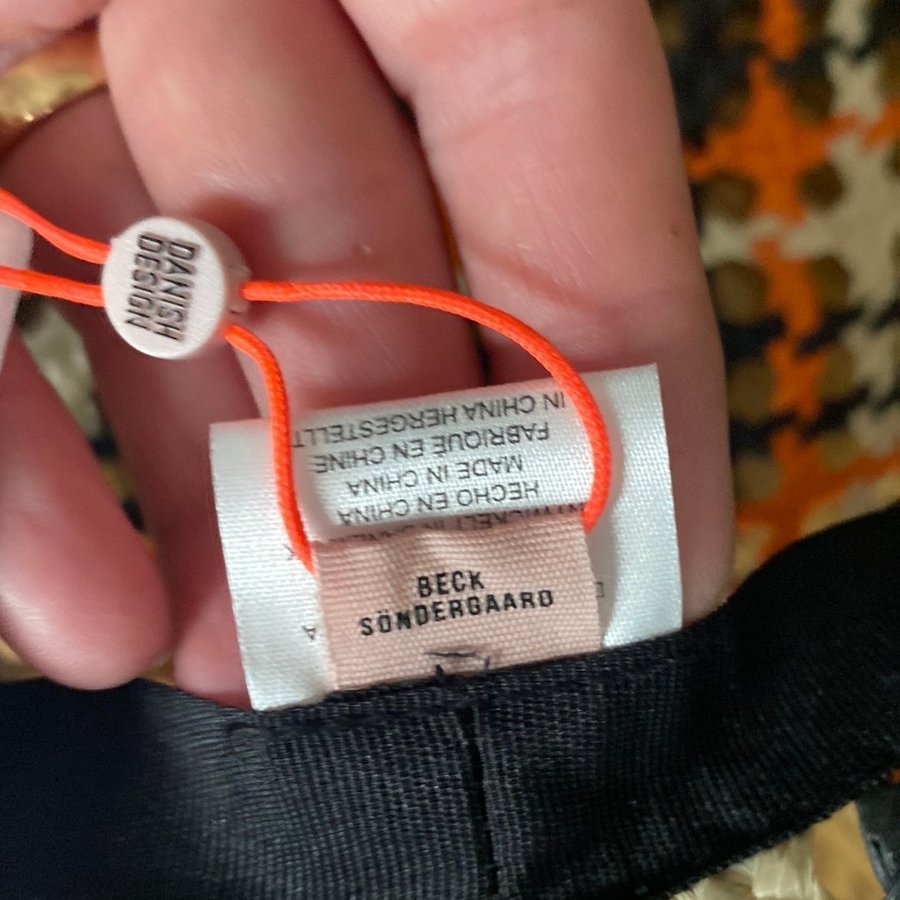 DANISH
DESIGN
HECHO EN CHINA
MADE IN CHINA
FABRIQUÉ EN CHINE
IN CHINA HERGESTELLT
BECK
SÖNDERGAARD